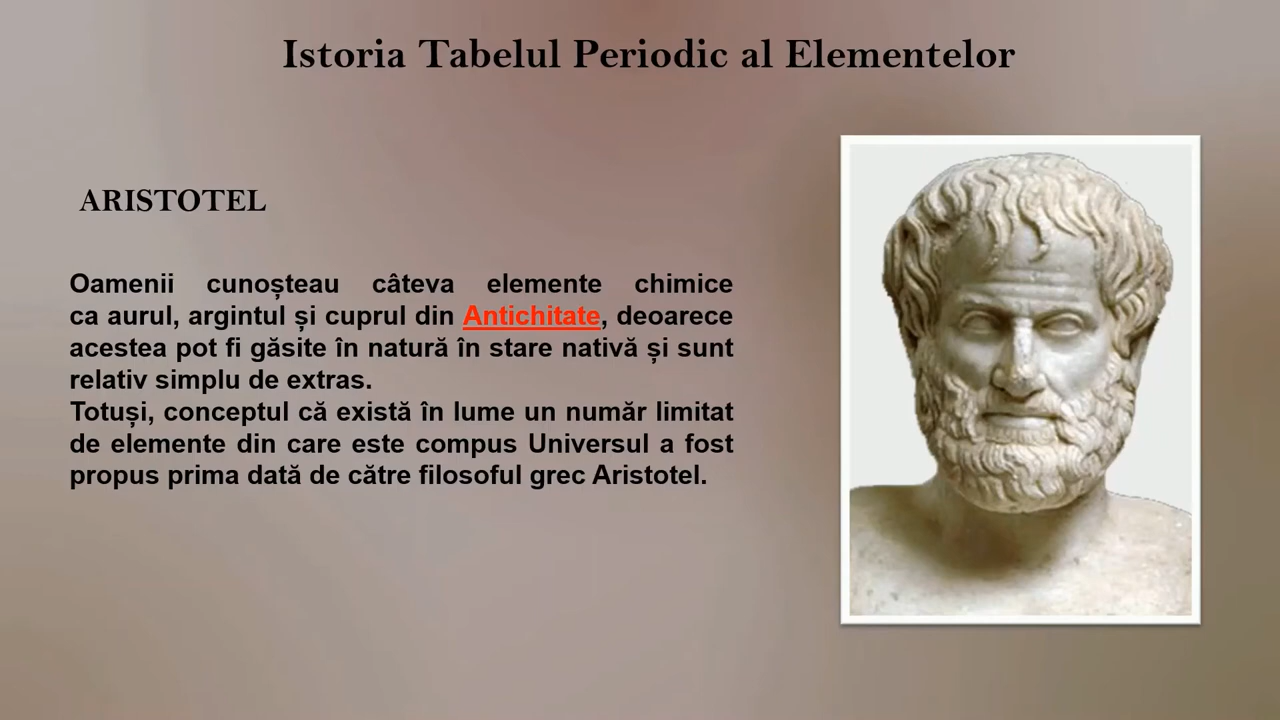 Istoria Tabelul Periodic al Elementelor
ARISTOTEL
Oamenii cunoșteau câteva elemente chimice
ca aurul, argintul și cuprul din Antichitate, deoarece
acestea pot fi găsite în natură în stare nativă și sunt
relativ simplu de extras.
Totuși, conceptul că există în lume un număr limitat
de elemente din care este compus Universul a fost
propus prima dată de către filosoful grec Aristotel.